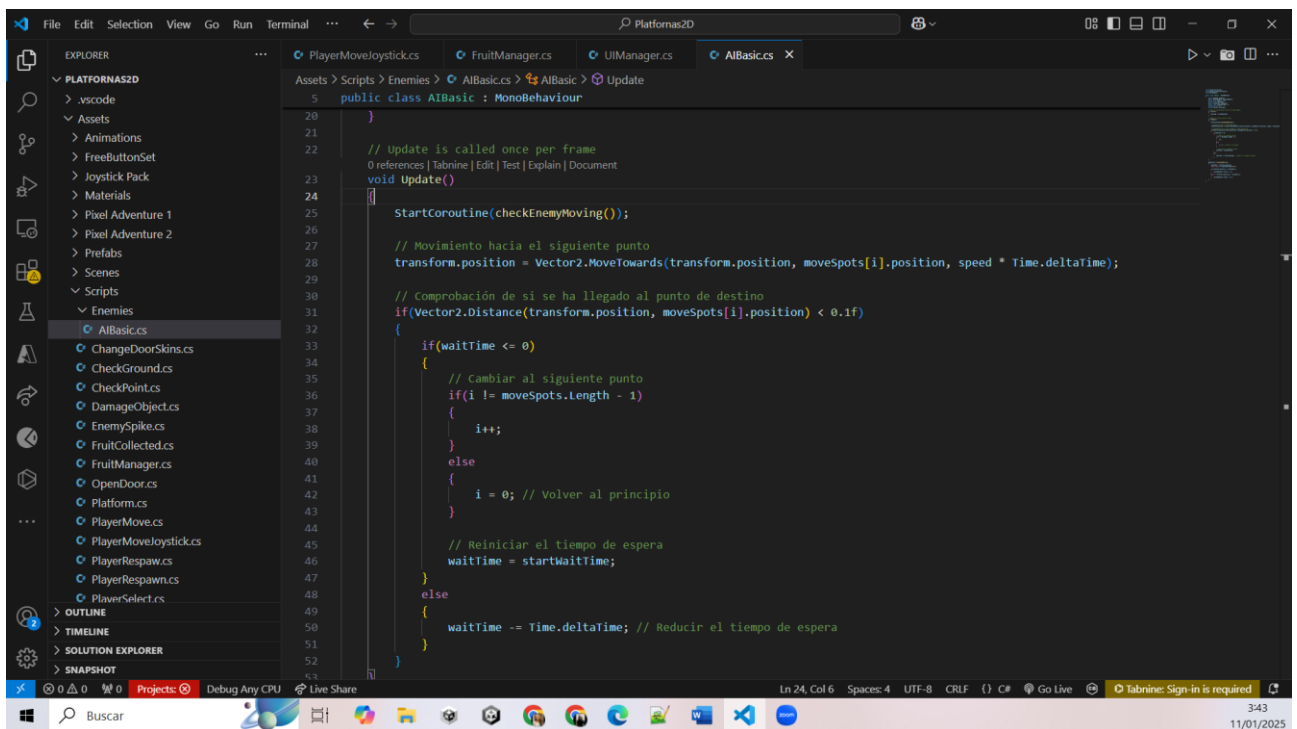 File Edit Selection View Go Run Terminal ··· ← → Platfornas2D
EXPLORER ···
PLATFORNAS2D
.vscode
Assets
Animations
FreeButtonSet
Joystick Pack
Materials
Pixel Adventure 1
Pixel Adventure 2
Prefabs
Scenes
Scripts
Enemies
AIBasic.cs
ChangeDoorSkins.cs
CheckGround.cs
CheckPoint.cs
DamageObject.cs
EnemySpike.cs
FruitCollected.cs
FruitManager.cs
OpenDoor.cs
Platform.cs
PlayerMove.cs
PlayerMoveJoystick.cs
PlayerRespaw.cs
PlayerRespawn.cs
PlayerSelect.cs
OUTLINE
TIMELINE
SOLUTION EXPLORER
SNAPSHOT
PlayerMoveJoystick.cs FruitManager.cs UIManager.cs AIBasic.cs
Assets > Scripts > Enemies > AIBasic.cs > AIBasic > Update
5 public class AIBasic : MonoBehaviour
20 }
21
22 // Update is called once per frame
0 references | Tabnine | Edit | Test | Explain | Document
23 void Update()
24 {
25 StartCoroutine(checkEnemyMoving());
26
27 // Movimiento hacia el siguiente punto
28 transform.position = Vector2.MoveTowards(transform.position, moveSpots[i].position, speed * Time.deltaTime);
29
30 // Comprobación de si se ha llegado al punto de destino
31 if(Vector2.Distance(transform.position, moveSpots[i].position) < 0.1f)
32 {
33 if(waitTime <= 0)
34 {
35 // Cambiar al siguiente punto
36 if(i != moveSpots.Length - 1)
37 {
38 i++;
39 }
40 else
41 {
42 i = 0; // Volver al principio
43 }
44
45 // Reiniciar el tiempo de espera
46 waitTime = startWaitTime;
47 }
48 else
49 {
50 waitTime -= Time.deltaTime; // Reducir el tiempo de espera
51 }
52 }
53 }
2
0 0 0 Projects: Debug Any CPU Live Share Ln 24, Col 6 Spaces: 4 UTF-8 CRLF {} C# Go Live Tabnine: Sign-in is required
Buscar
zoom
3:43
11/01/2025